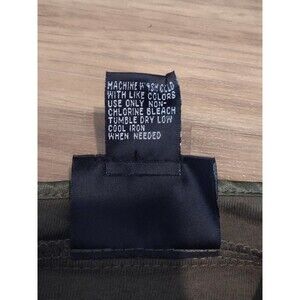 MACHINE WASH COLD
WITH LIKE COLORS
USE ONLY NON-
CHLORINE BLEACH
TUMBLE DRY LOW
COOL IRON
WHEN NEEDED